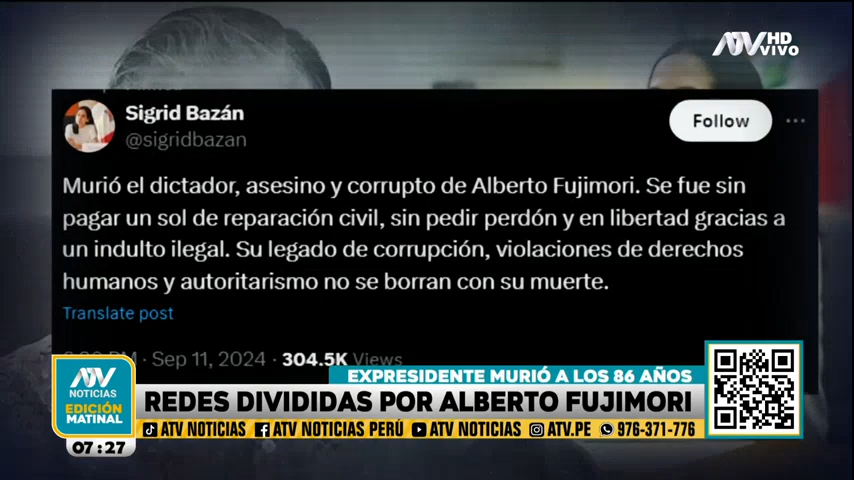 ATV HD
VIVO
Sigrid Bazán
@sigridbazan
Follow
Murió el dictador, asesino y corrupto de Alberto Fujimori. Se fue sin
pagar un sol de reparación civil, sin pedir perdón y en libertad gracias a
un indulto ilegal. Su legado de corrupción, violaciones de derechos
humanos y autoritarismo no se borran con su muerte.
Translate post
PM · Sep 11, 2024 · 304.5K Views
EXPRESIDENTE MURIÓ A LOS 86 AÑOS
ATV
NOTICIAS
EDICIÓN
MATINAL
REDES DIVIDIDAS POR ALBERTO FUJIMORI
07:27
ATV NOTICIAS ATV NOTICIAS PERÚ ATV NOTICIAS ATV.PE 976-371-776